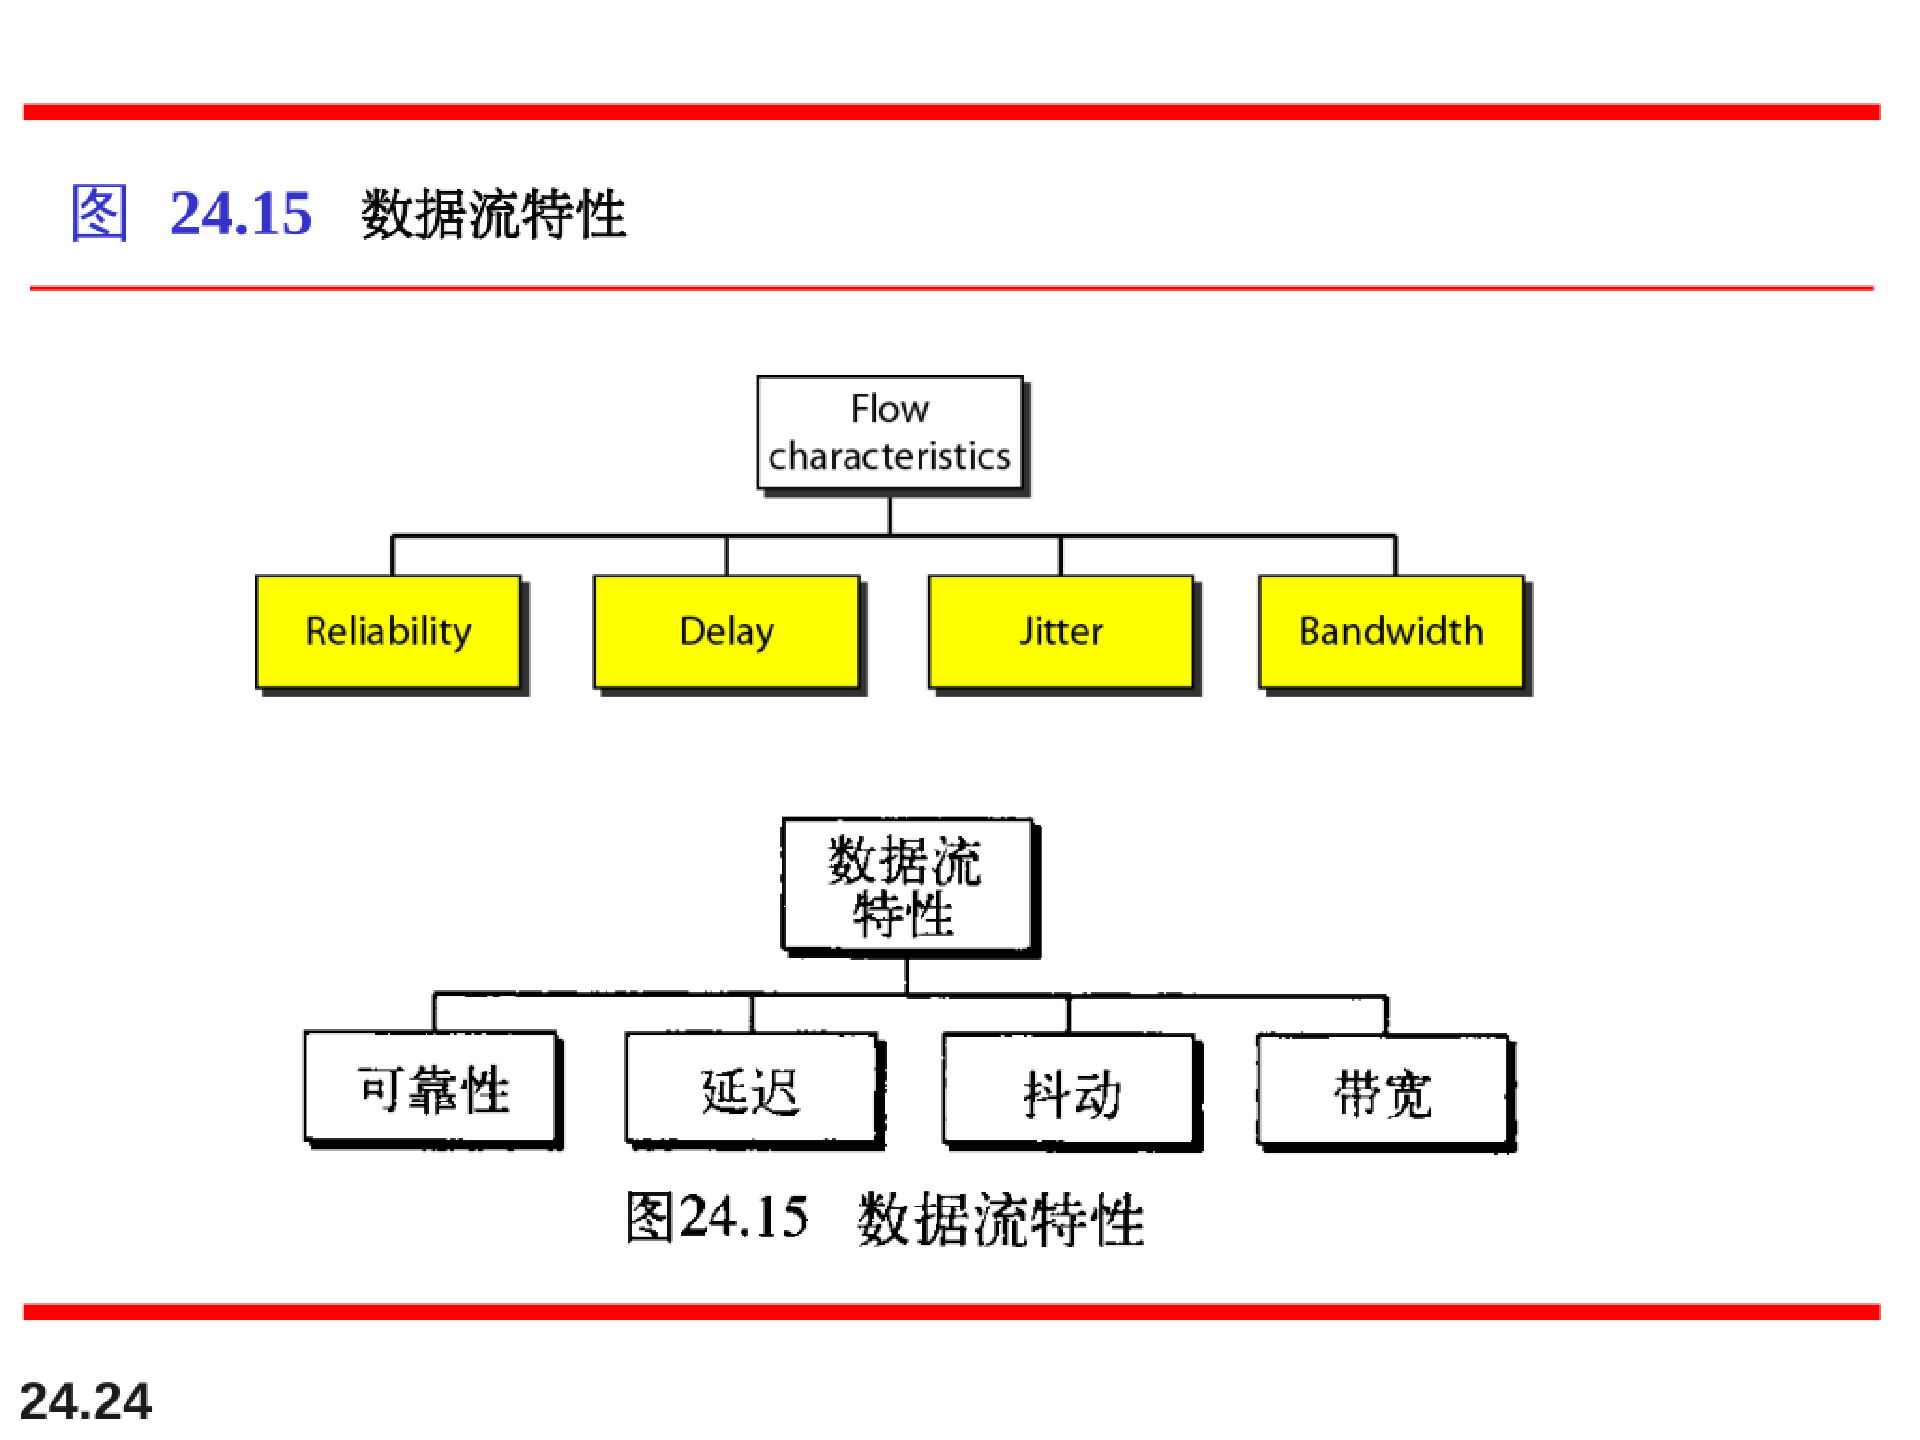 图 24.15 数据流特性
Flow
characteristics
Reliability Delay Jitter Bandwidth
数据流
特性
可靠性 延迟 抖动 带宽
图24.15 数据流特性
24.24